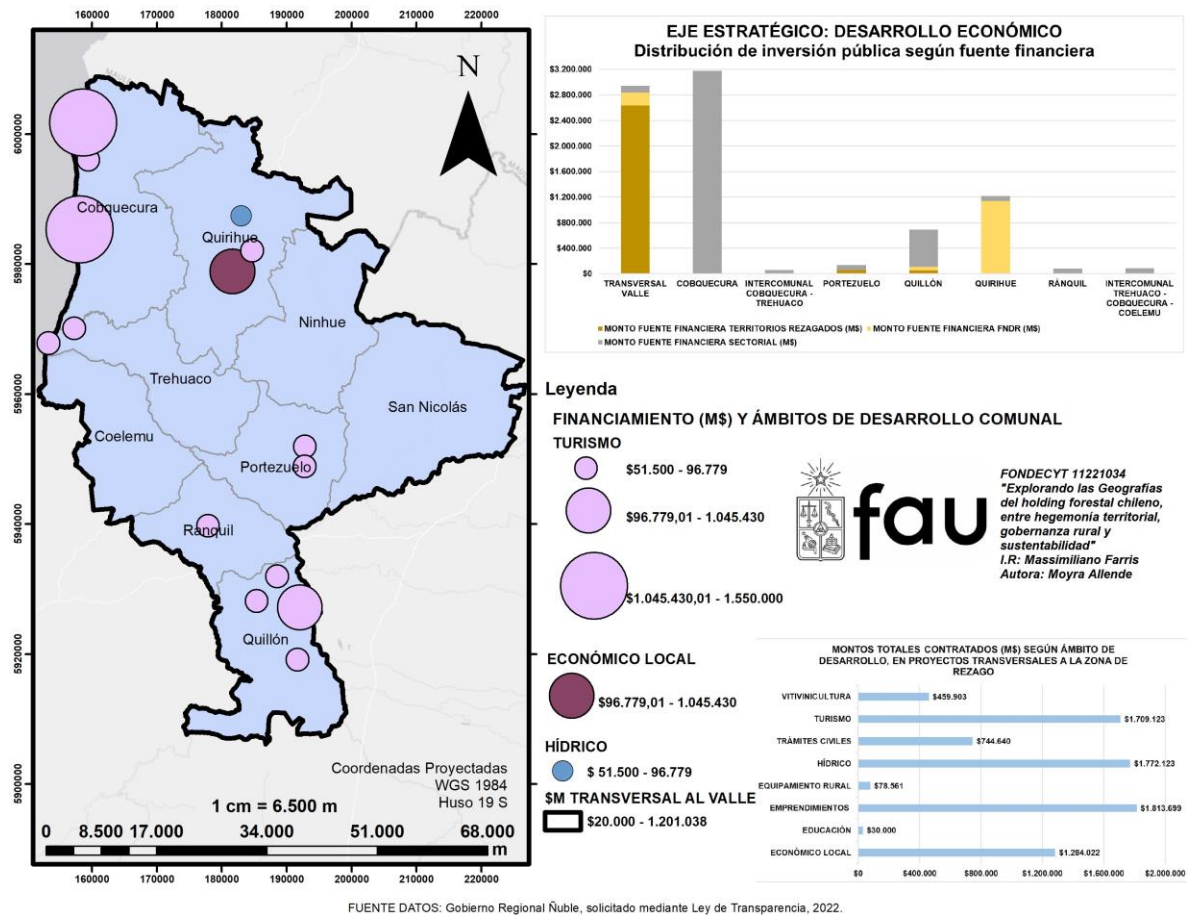 160000 170000 180000 190000 200000 210000 220000
6000000
5980000
5960000
5940000
5920000
590000
N
Cobquecura
Quirihue
Ninhue
Trehuaco
San Nicolás
Coelemu
Portezuelo
Ranquil
Quillón
Coordenadas Proyectadas
WGS 1984
Huso 19 S
1 cm = 6.500 m
0 8.500 17.000 34.000 51.000 68.000
m
160000 170000 180000 190000 200000 210000 220000
EJE ESTRATÉGICO: DESARROLLO ECONÓMICO
Distribución de inversión pública según fuente financiera
$3.200.000
$2.800.000
$2.400.000
$2.000.000
$1.600.000
$1.200.000
$800.000
$400.000
$0
TRANSVERSAL VALLE
COBQUECURA
INTERCOMUNAL COBQUECURA - TREHUACO
PORTEZUELO
QUILLÓN
QUIRIHUE
RÁNQUIL
INTERCOMUNAL TREHUACO - COBQUECURA - COELEMU
MONTO FUENTE FINANCIERA TERRITORIOS REZAGADOS (M$) MONTO FUENTE FINANCIERA FNDR (M$)
MONTO FUENTE FINANCIERA SECTORIAL (M$)
Leyenda
FINANCIAMIENTO (M$) Y ÁMBITOS DE DESARROLLO COMUNAL
TURISMO
$51.500 - 96.779
$96.779,01 - 1.045.430
$1.045.430,01 - 1.550.000
ECONÓMICO LOCAL
$96.779,01 - 1.045.430
HÍDRICO
$ 51.500 - 96.779
$M TRANSVERSAL AL VALLE
$20.000 - 1.201.038
fau
FONDECYT 11221034
"Explorando las Geografías
del holding forestal chileno,
entre hegemonía territorial,
gobernanza rural y
sustentabilidad"
I.R: Massimiliano Farris
Autora: Moyra Allende
MONTOS TOTALES CONTRATADOS (M$) SEGÚN ÁMBITO DE
DESARROLLO, EN PROYECTOS TRANSVERSALES A LA ZONA DE
REZAGO
VITIVINICULTURA $459.903
TURISMO $1.709.123
TRÁMITES CIVILES $744.640
HÍDRICO $1.772.123
EQUIPAMIENTO RURAL $78.561
EMPRENDIMIENTOS $1.813.699
EDUCACIÓN $30.000
ECONÓMICO LOCAL $1.284.022
$0 $400.000 $800.000 $1.200.000 $1.600.000 $2.000.000
FUENTE DATOS: Gobierno Regional Ñuble, solicitado mediante Ley de Transparencia, 2022.